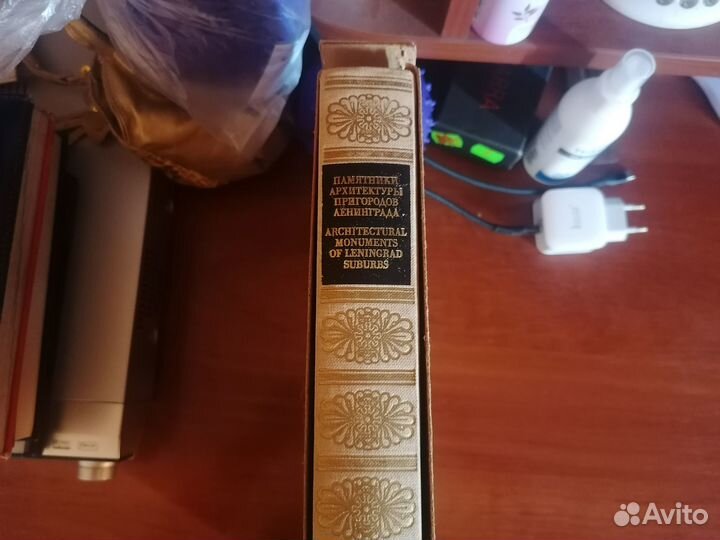 ПАМЯТНИКИ
АРХИТЕКТУРЫ
ПРИГОРОДОВ
ЛЕНИНГРАДА
ARCHITECTURAL
MONUMENTS
OF LENINGRAD
SUBURBS
Avito